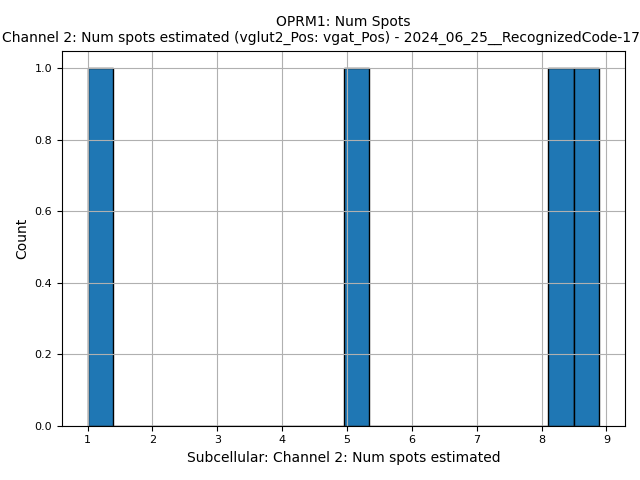 OPRM1: Num Spots
Channel 2: Num spots estimated (vglut2_Pos: vgat_Pos) - 2024_06_25__RecognizedCode-17
1.0
0.8
0.6
0.4
0.2
0.0
Count
1 2 3 4 5 6 7 8 9
Subcellular: Channel 2: Num spots estimated